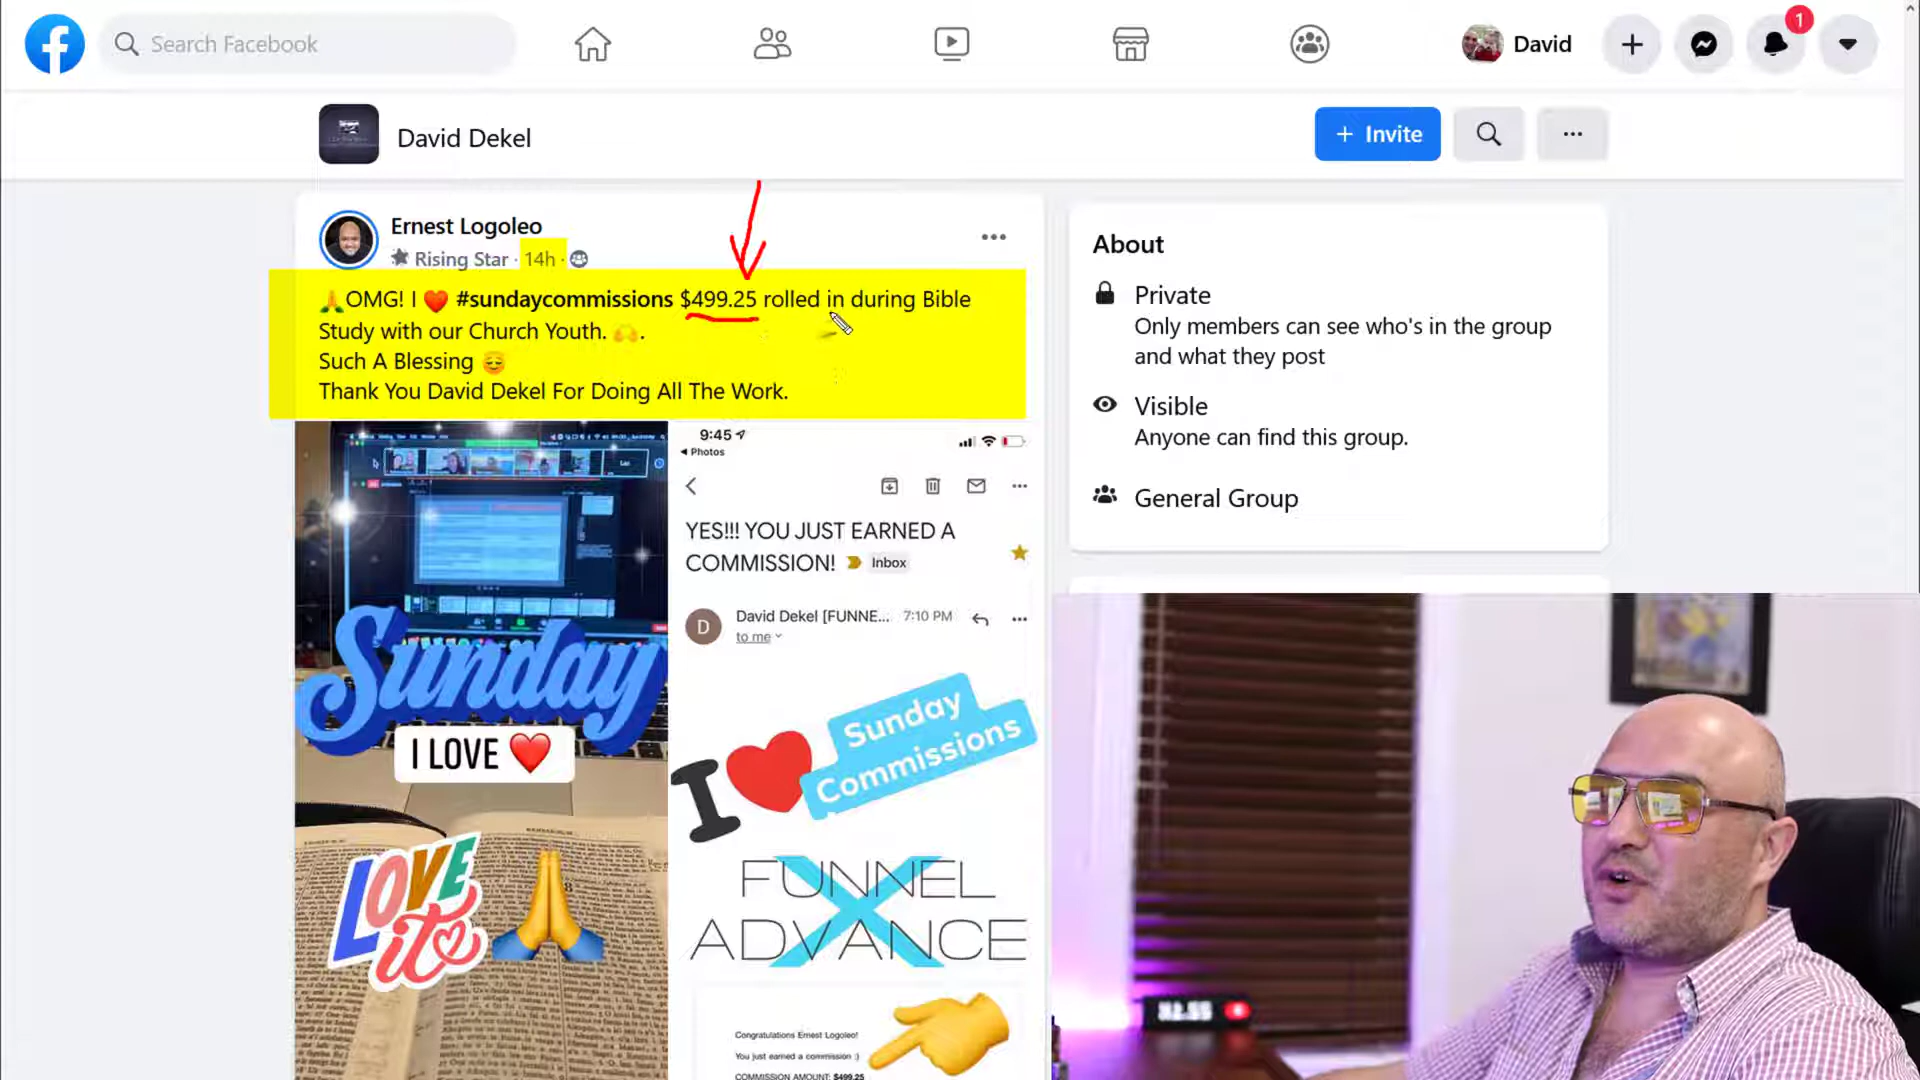 Search Facebook
David
1
David Dekel
+ Invite
Ernest Logoleo
Rising Star · 14h ·
🙏OMG! I ❤️ #sundaycommissions $499.25 rolled in during Bible
Study with our Church Youth. 🙌.
Such A Blessing 😌
Thank You David Dekel For Doing All The Work.
About
Private
Only members can see who's in the group
and what they post
Visible
Anyone can find this group.
General Group
Sunday
I LOVE ❤️
LOVE
it
9:45
Photos
YES!!! YOU JUST EARNED A
COMMISSION! Inbox
D
David Dekel [FUNNE... 7:10 PM
to me
I ❤️ Sunday
Commissions
FUNNEL
ADVANCE
X
Congratulations Ernest Logoleo!
You just earned a commission :)
COMMISSION AMOUNT: $499.25